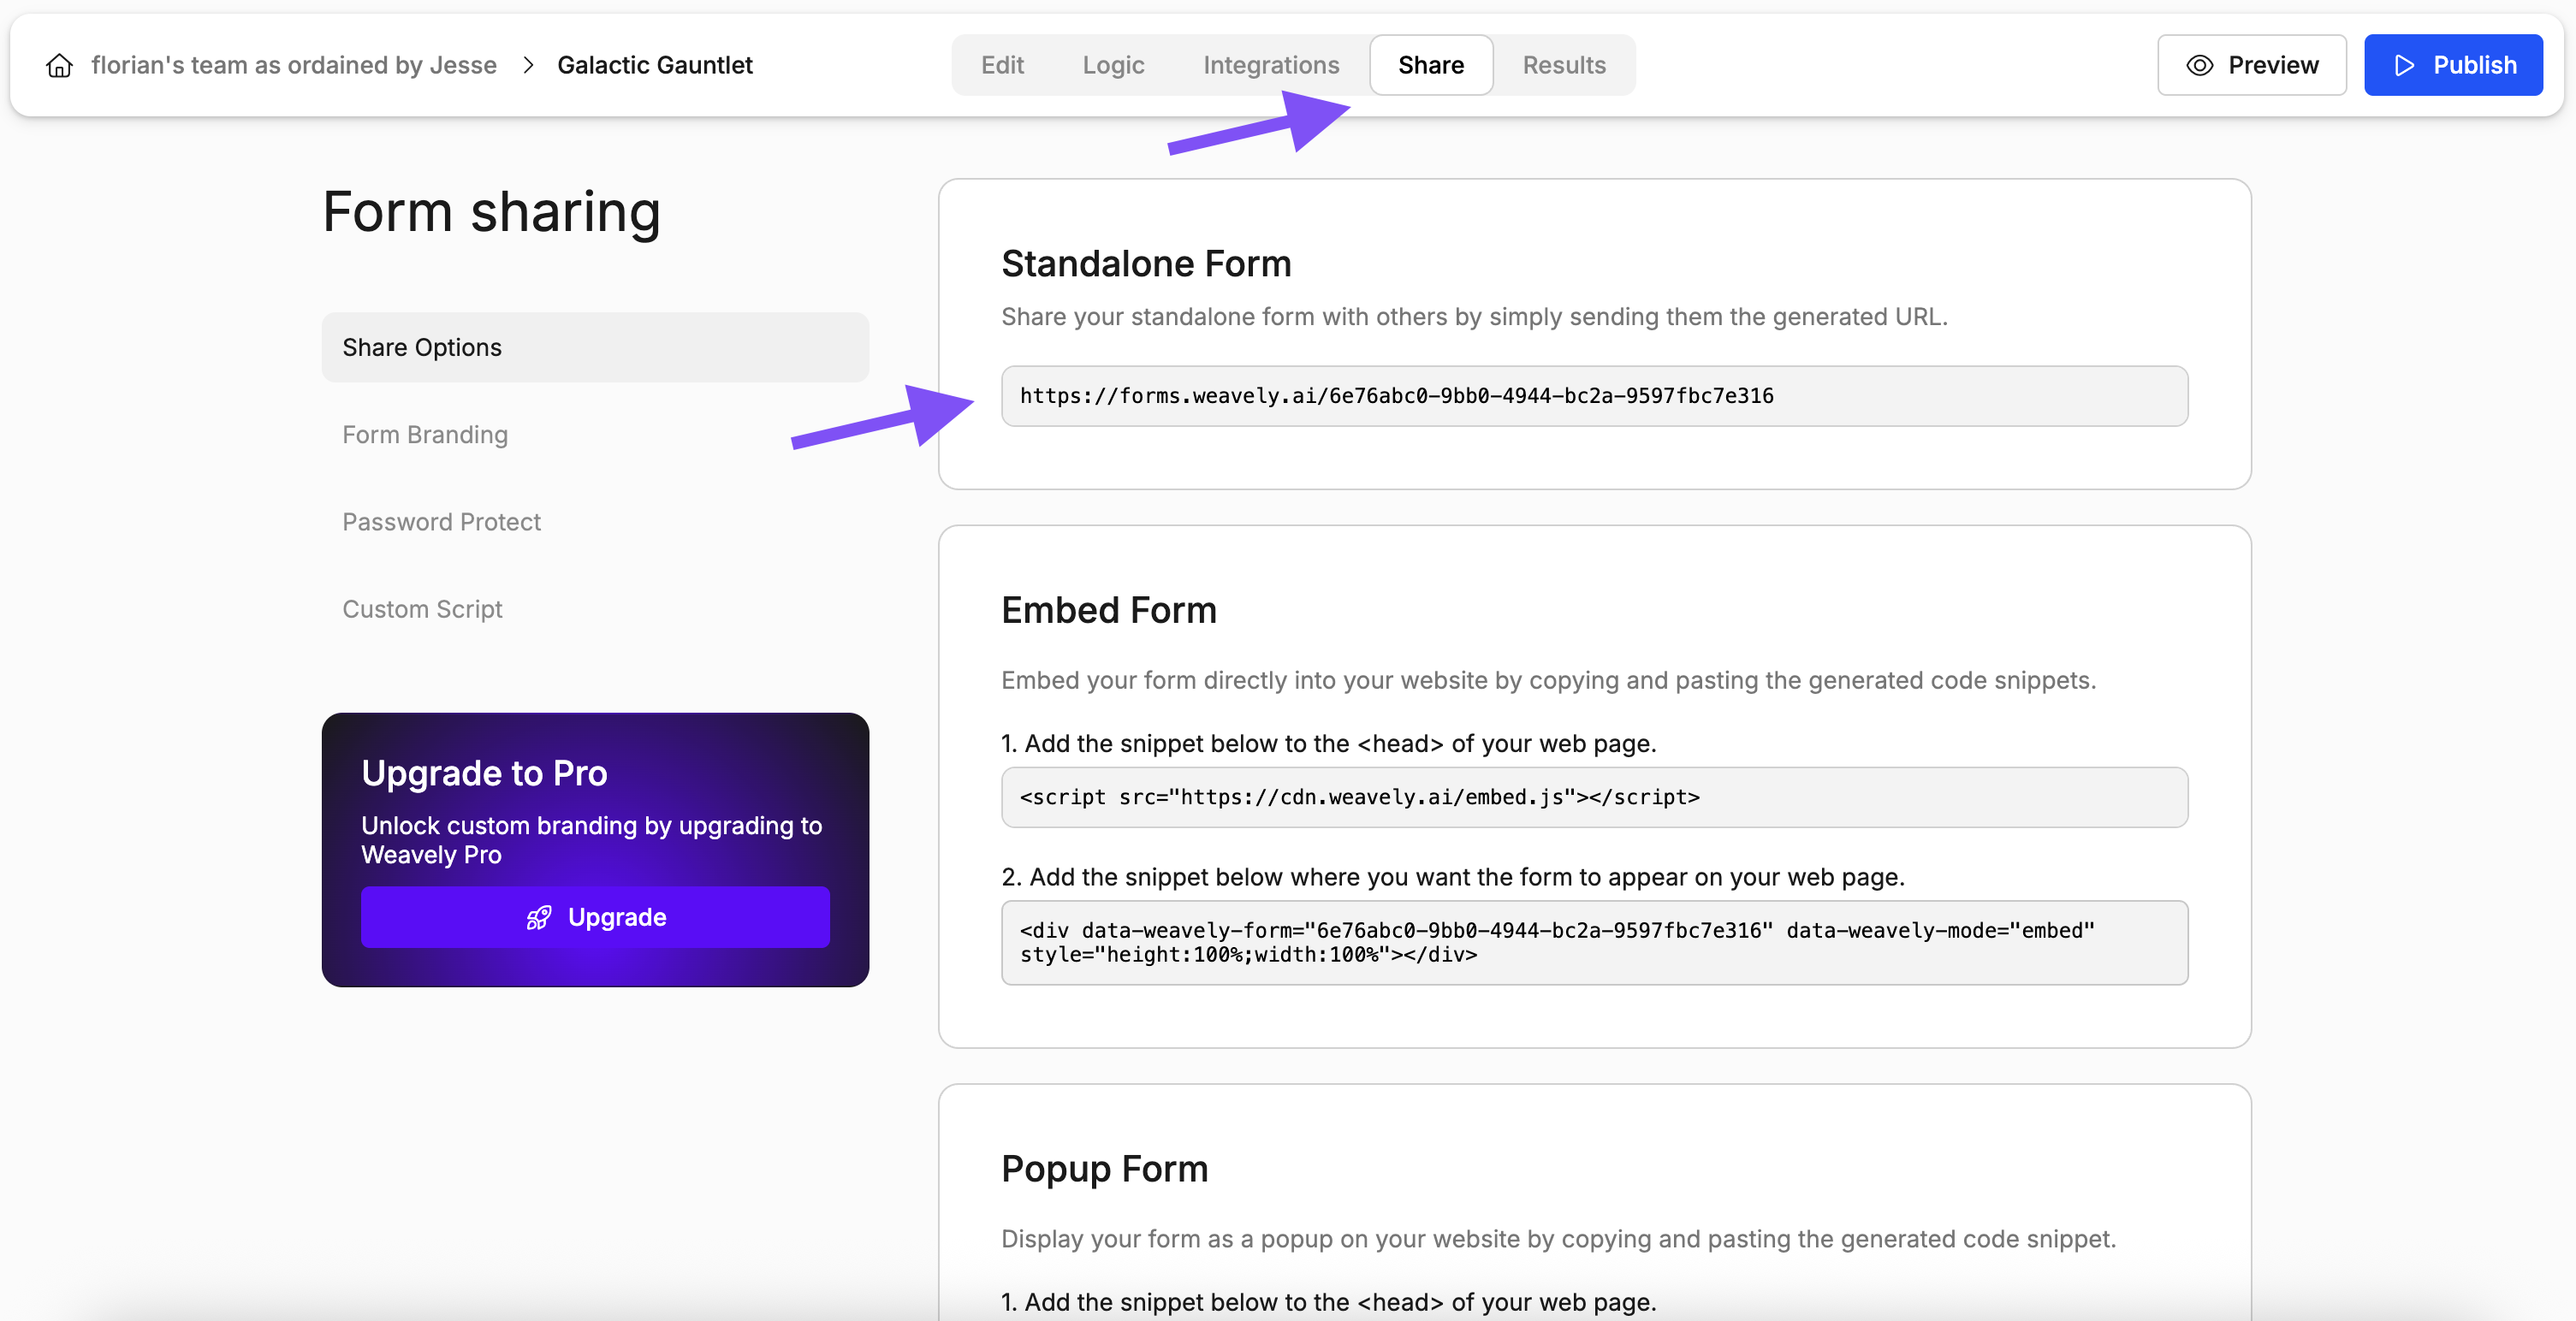 florian's team as ordained by Jesse > Galactic Gauntlet
Edit
Logic
Integrations
Share
Results
Preview
Publish
Form sharing
Share Options
Form Branding
Password Protect
Custom Script
Upgrade to Pro
Unlock custom branding by upgrading to
Weavely Pro
Upgrade
Standalone Form
Share your standalone form with others by simply sending them the generated URL.
https://forms.weavely.ai/6e76abc0-9bb0-4944-bc2a-9597fbc7e316
Embed Form
Embed your form directly into your website by copying and pasting the generated code snippets.
1. Add the snippet below to the <head> of your web page.
<script src="https://cdn.weavely.ai/embed.js"></script>
2. Add the snippet below where you want the form to appear on your web page.
<div data-weavely-form="6e76abc0-9bb0-4944-bc2a-9597fbc7e316" data-weavely-mode="embed"
style="height:100%;width:100%"></div>
Popup Form
Display your form as a popup on your website by copying and pasting the generated code snippet.
1. Add the snippet below to the <head> of your web page.